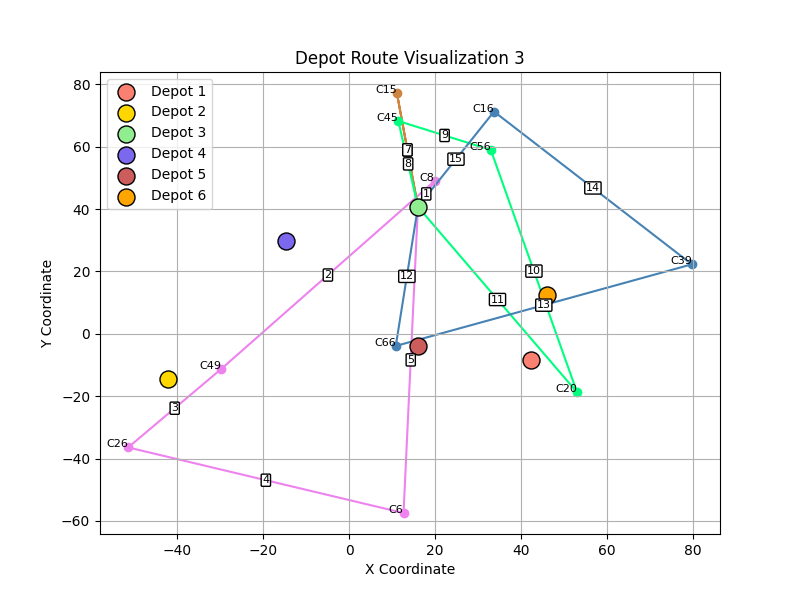 Depot Route Visualization 3
Depot 1
Depot 2
Depot 3
Depot 4
Depot 5
Depot 6
80
60
40
20
0
−20
−40
−60
Y Coordinate
−40
−20
0
20
40
60
80
X Coordinate
C15
C16
C45
9
C56
7
15
8
C8
14
1
C39
2
12
10
11
13
C66
5
C49
C20
3
C26
4
C6